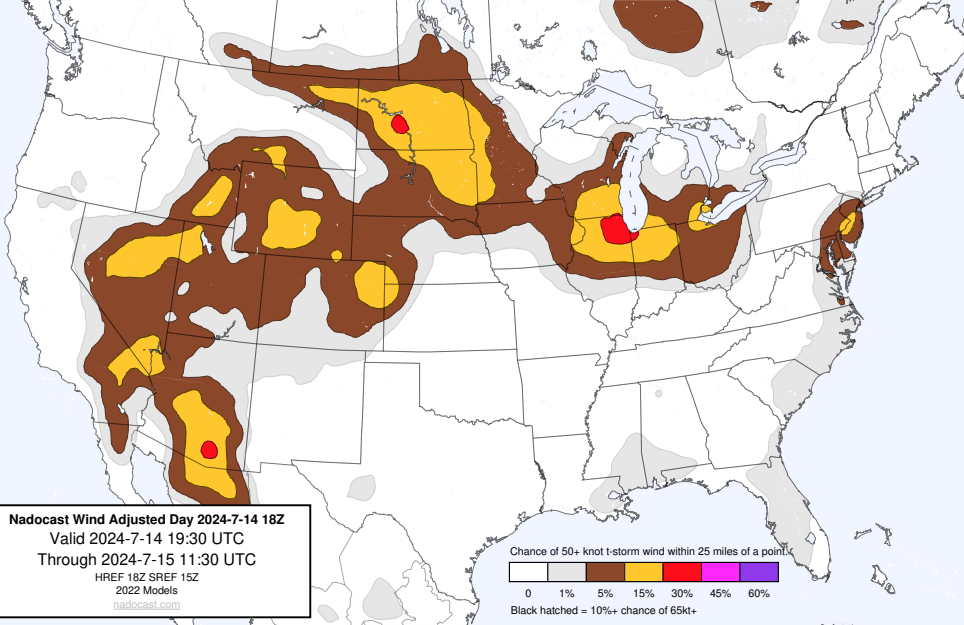 Nadocast Wind Adjusted Day 2024-7-14 18Z
Valid 2024-7-14 19:30 UTC
Through 2024-7-15 11:30 UTC
HREF 18Z SREF 15Z
2022 Models
nadocast.com
Chance of 50+ knot t-storm wind within 25 miles of a point.
0 1% 5% 15% 30% 45% 60%
Black hatched = 10%+ chance of 65kt+